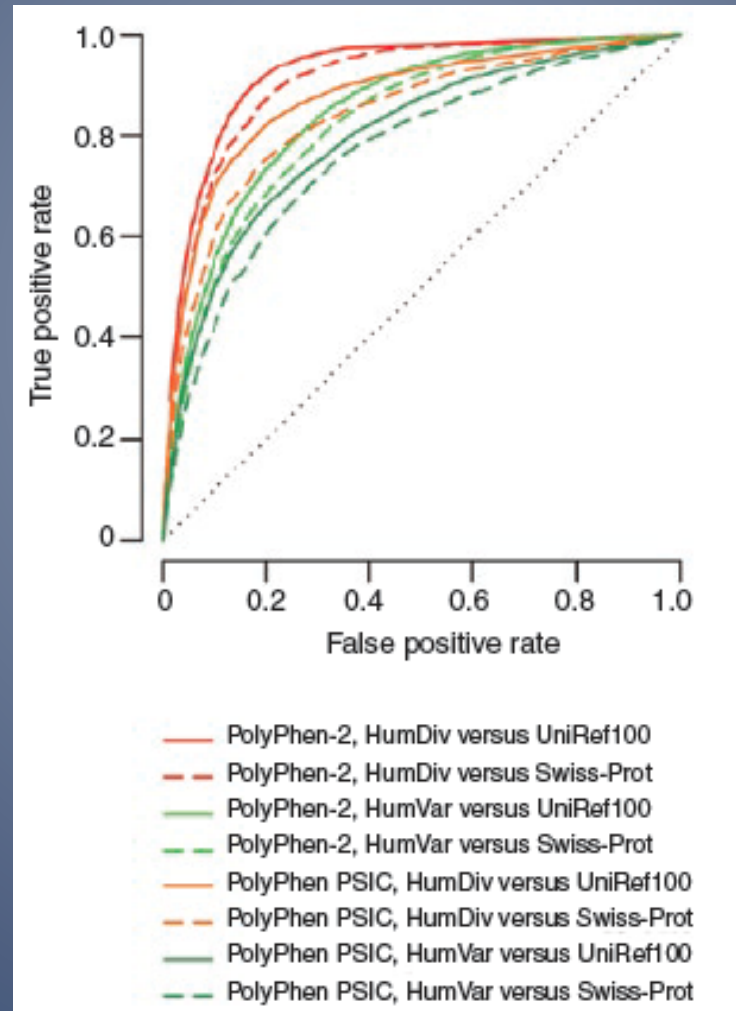 1.0
0.8
0.6
0.4
0.2
0
True positive rate
0 0.2 0.4 0.6 0.8 1.0
False positive rate
PolyPhen-2, HumDiv versus UniRef100
PolyPhen-2, HumDiv versus Swiss-Prot
PolyPhen-2, HumVar versus UniRef100
PolyPhen-2, HumVar versus Swiss-Prot
PolyPhen PSIC, HumDiv versus UniRef100
PolyPhen PSIC, HumDiv versus Swiss-Prot
PolyPhen PSIC, HumVar versus UniRef100
PolyPhen PSIC, HumVar versus Swiss-Prot